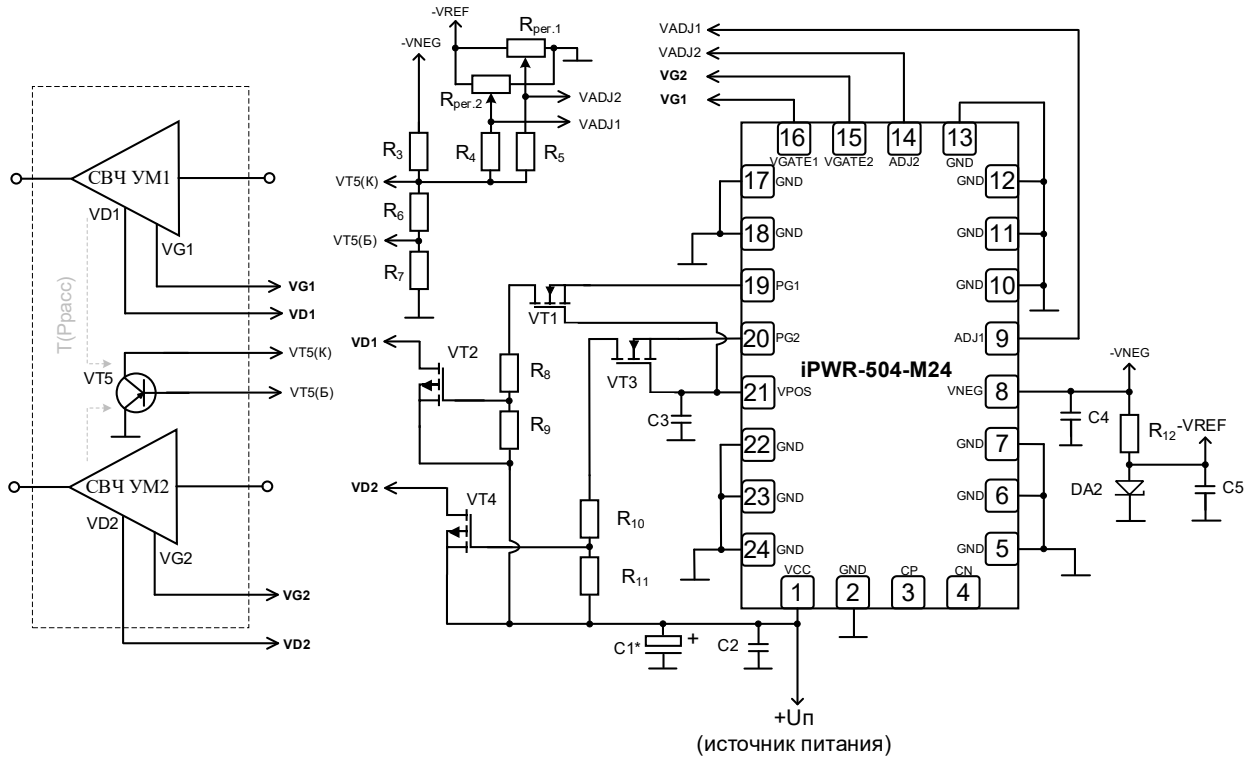 -VREF
Rрег.1
-VNEG
Rрег.2
VADJ2
VADJ1
R3
R4
R5
VT5(К)
R6
VT5(Б)
R7
СВЧ УМ1
VD1
VG1
VG1
VD1
T(Pрасс)
VT5
VT5(К)
VT5(Б)
СВЧ УМ2
VD2
VG2
VG2
VD2
VADJ1
VADJ2
VG2
VG1
16
15
14
13
VGATE1
VGATE2
ADJ2
GND
17 GND
GND 12
18 GND
GND 11
19 PG1
GND 10
20 PG2
ADJ1 9
iPWR-504-M24
21 VPOS
VNEG 8
22 GND
GND 7
23 GND
GND 6
24 GND
GND 5
VCC
GND
CP
CN
1
2
3
4
VT1
VT3
VD1
VT2
R8
R9
C3
VD2
VT4
R10
R11
C1*
+
C2
-VNEG
C4
R12
-VREF
DA2
C5
+Uп
(источник питания)